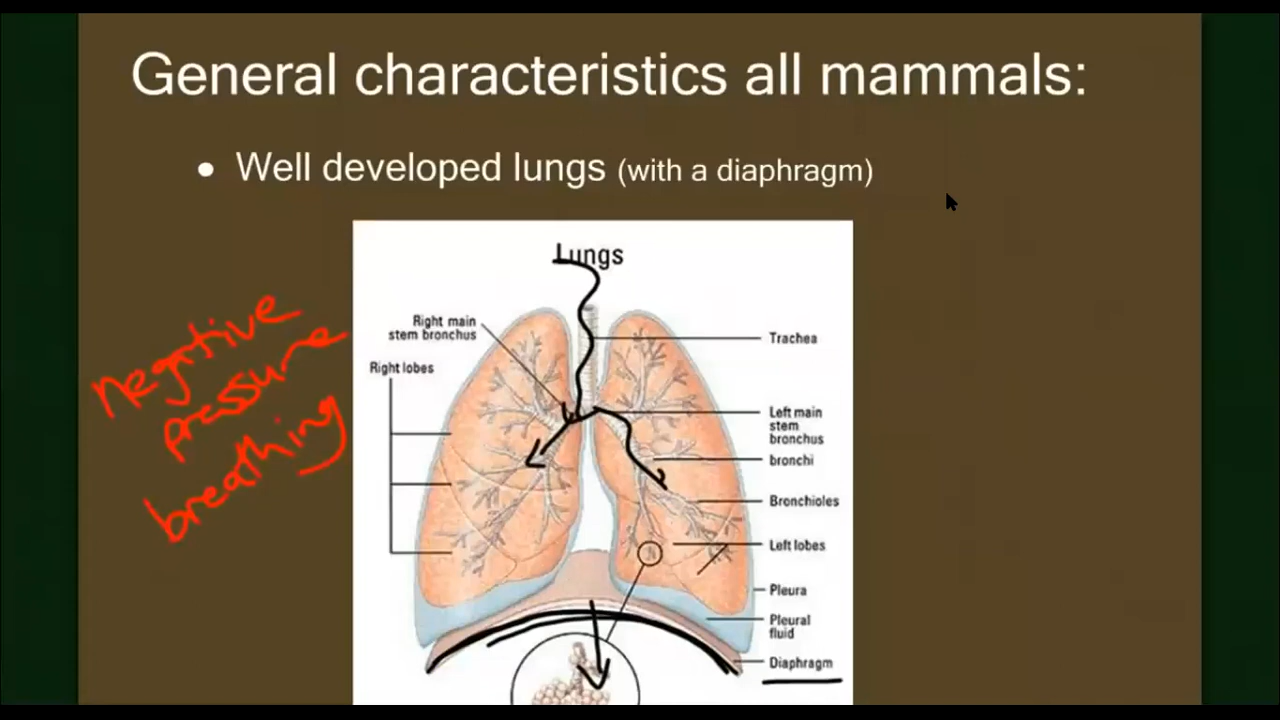 General characteristics all mammals:
● Well developed lungs (with a diaphragm)
Lungs
negative
pressure
breathing
Right main
stem bronchus
Right lobes
Trachea
Left main
stem
bronchus
bronchi
Bronchioles
Left lobes
Pleura
Pleural
fluid
Diaphragm